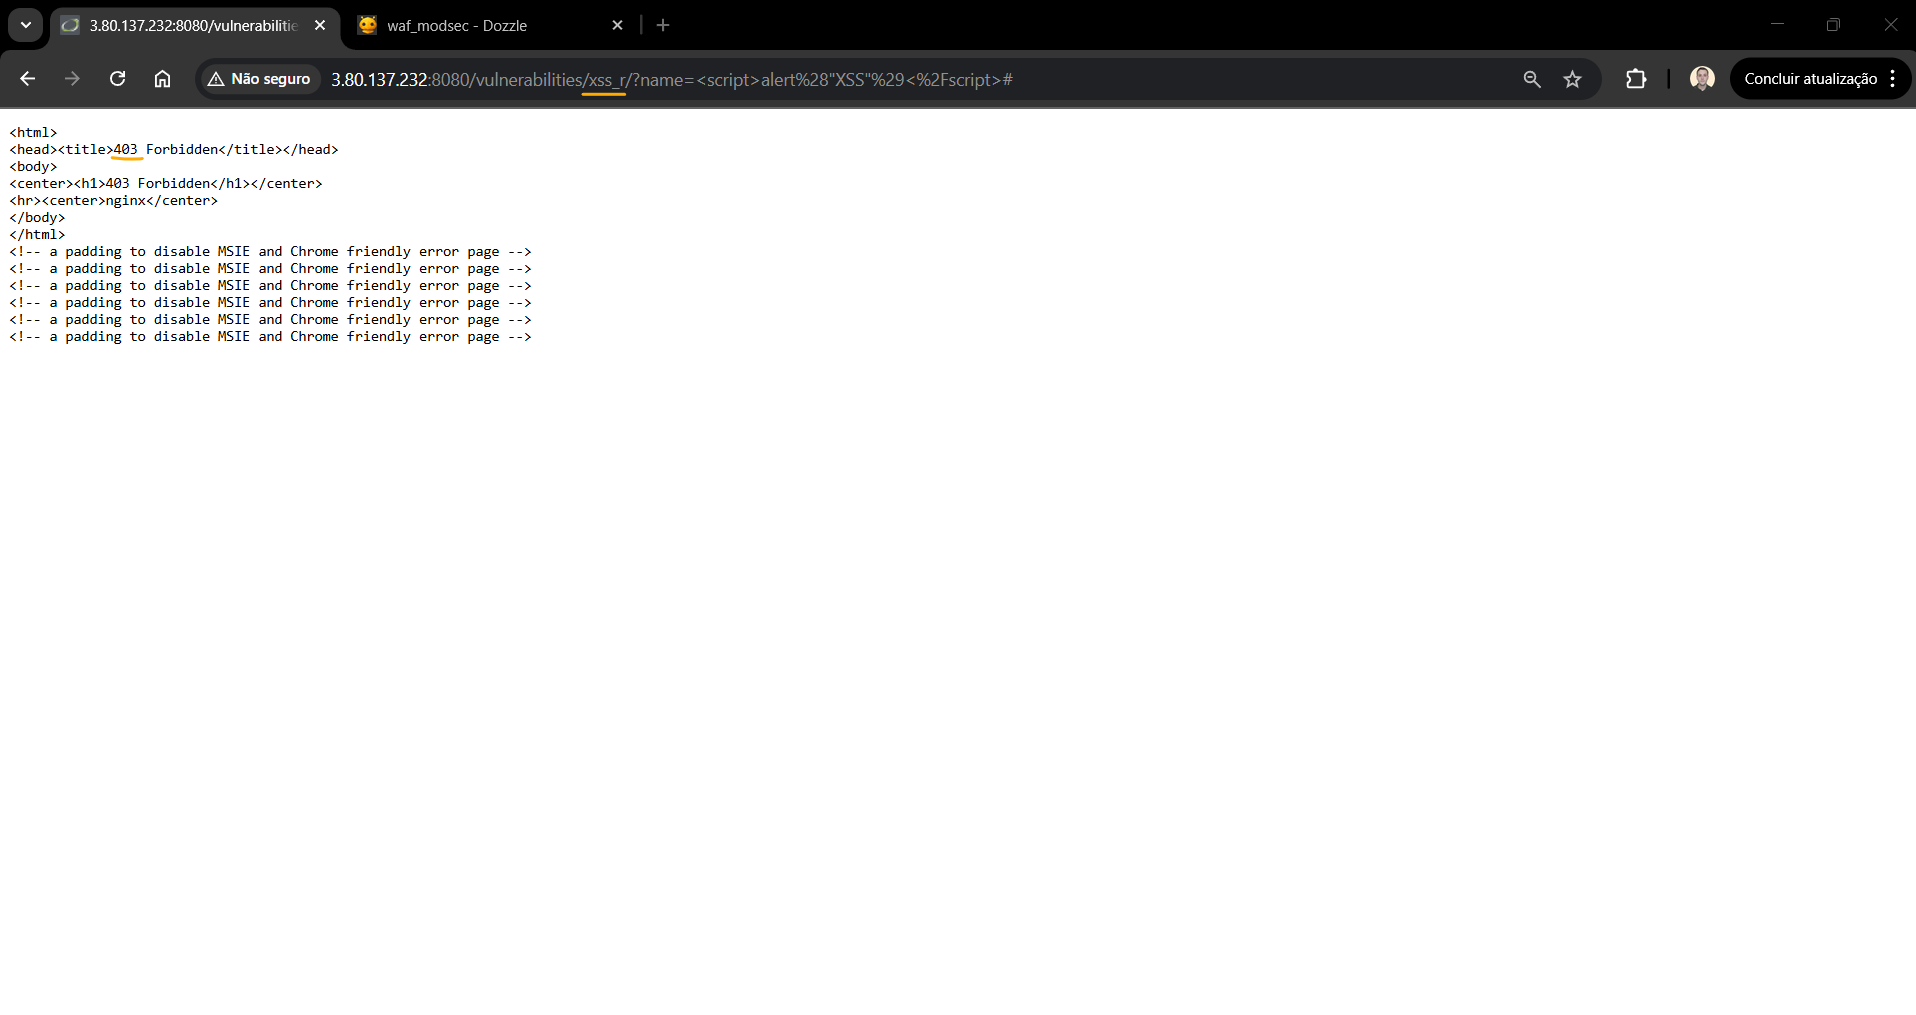 3.80.137.232:8080/vulnerabilitie
waf_modsec - Dozzle
Não seguro
3.80.137.232:8080/vulnerabilities/xss_r/?name=<script>alert%28"XSS"%29<%2Fscript>#
Concluir atualização
<html>
<head><title>403 Forbidden</title></head>
<body>
<center><h1>403 Forbidden</h1></center>
<hr><center>nginx</center>
</body>
</html>
<!-- a padding to disable MSIE and Chrome friendly error page -->
<!-- a padding to disable MSIE and Chrome friendly error page -->
<!-- a padding to disable MSIE and Chrome friendly error page -->
<!-- a padding to disable MSIE and Chrome friendly error page -->
<!-- a padding to disable MSIE and Chrome friendly error page -->
<!-- a padding to disable MSIE and Chrome friendly error page -->